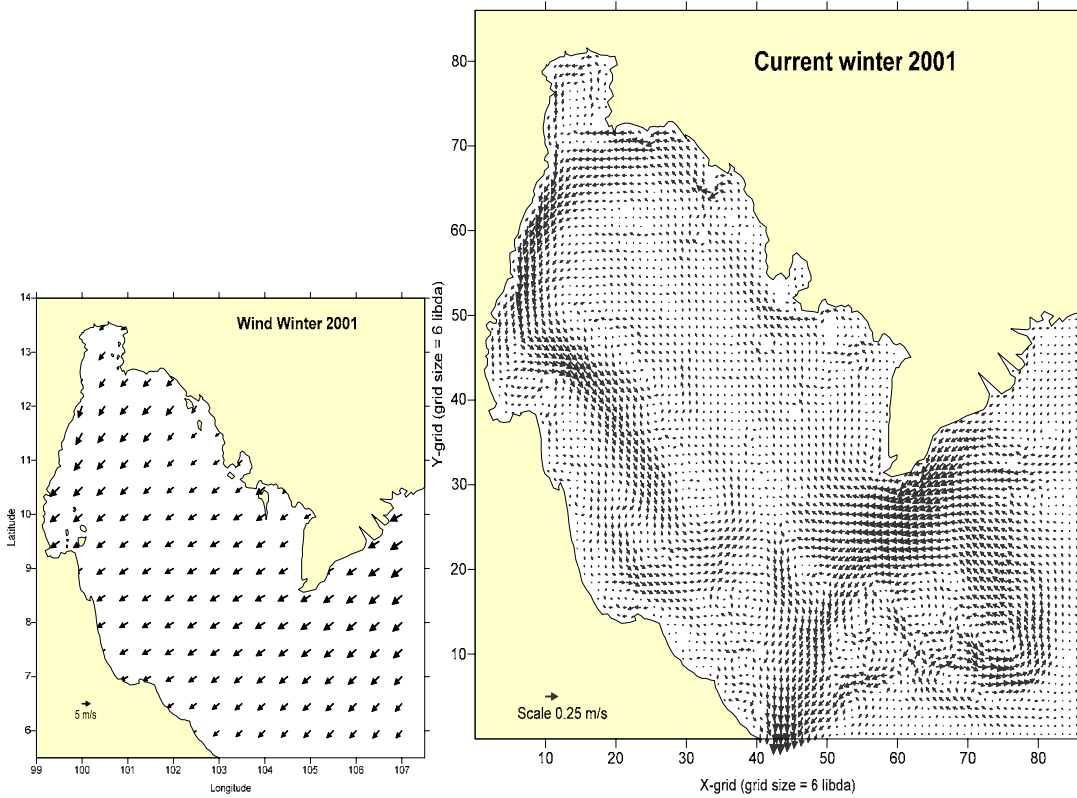 Wind Winter 2001
14
13
12
11
10
9
8
7
6
Latitude
5 m/s
99 100 101 102 103 104 105 106 107
Longitude
Current winter 2001
80
70
60
50
40
30
20
10
Y-grid (grid size = 6 libda)
Scale 0.25 m/s
10 20 30 40 50 60 70 80
X-grid (grid size = 6 libda)